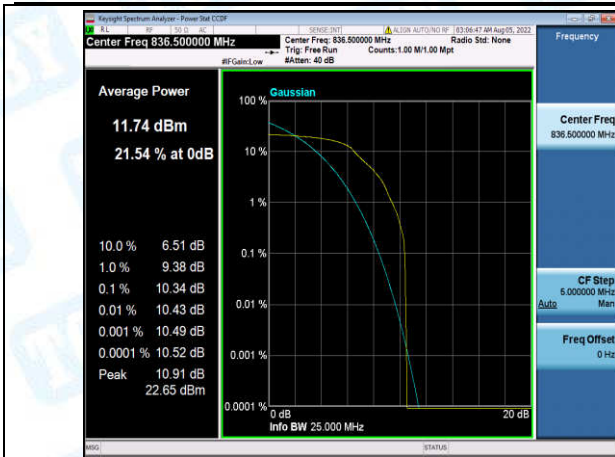 Keysight Spectrum Analyzer - Power Stat CCDF
RL RF 50 Ω AC SENSE:INT ALIGN AUTO/NO RF 03:06:47 AM Aug 05, 2022
Center Freq 836.500000 MHz
Center Freq: 836.500000 MHz Radio Std: None
Trig: Free Run Counts:1.00 M/1.00 Mpt
#IFGain:Low #Atten: 40 dB
Frequency
Average Power
11.74 dBm
21.54 % at 0dB
10.0 % 6.51 dB
1.0 % 9.38 dB
0.1 % 10.34 dB
0.01 % 10.43 dB
0.001 % 10.49 dB
0.0001 % 10.52 dB
Peak 10.91 dB
22.65 dBm
Gaussian
100 %
10 %
1 %
0.1 %
0.01 %
0.001 %
0.0001 %
0 dB 20 dB
Info BW 25.000 MHz
Center Freq
836.500000 MHz
CF Step
5.000000 MHz
Auto Man
Freq Offset
0 Hz
MSG STATUS